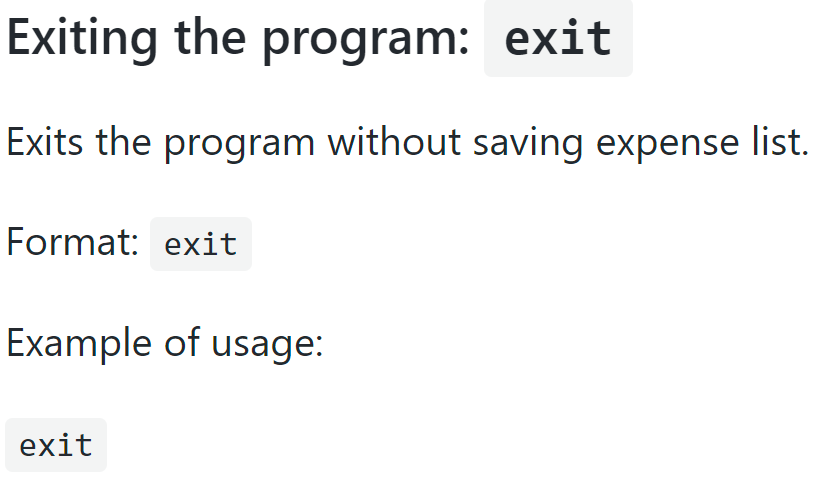 Exiting the program: exit
Exits the program without saving expense list.
Format: exit
Example of usage:
exit